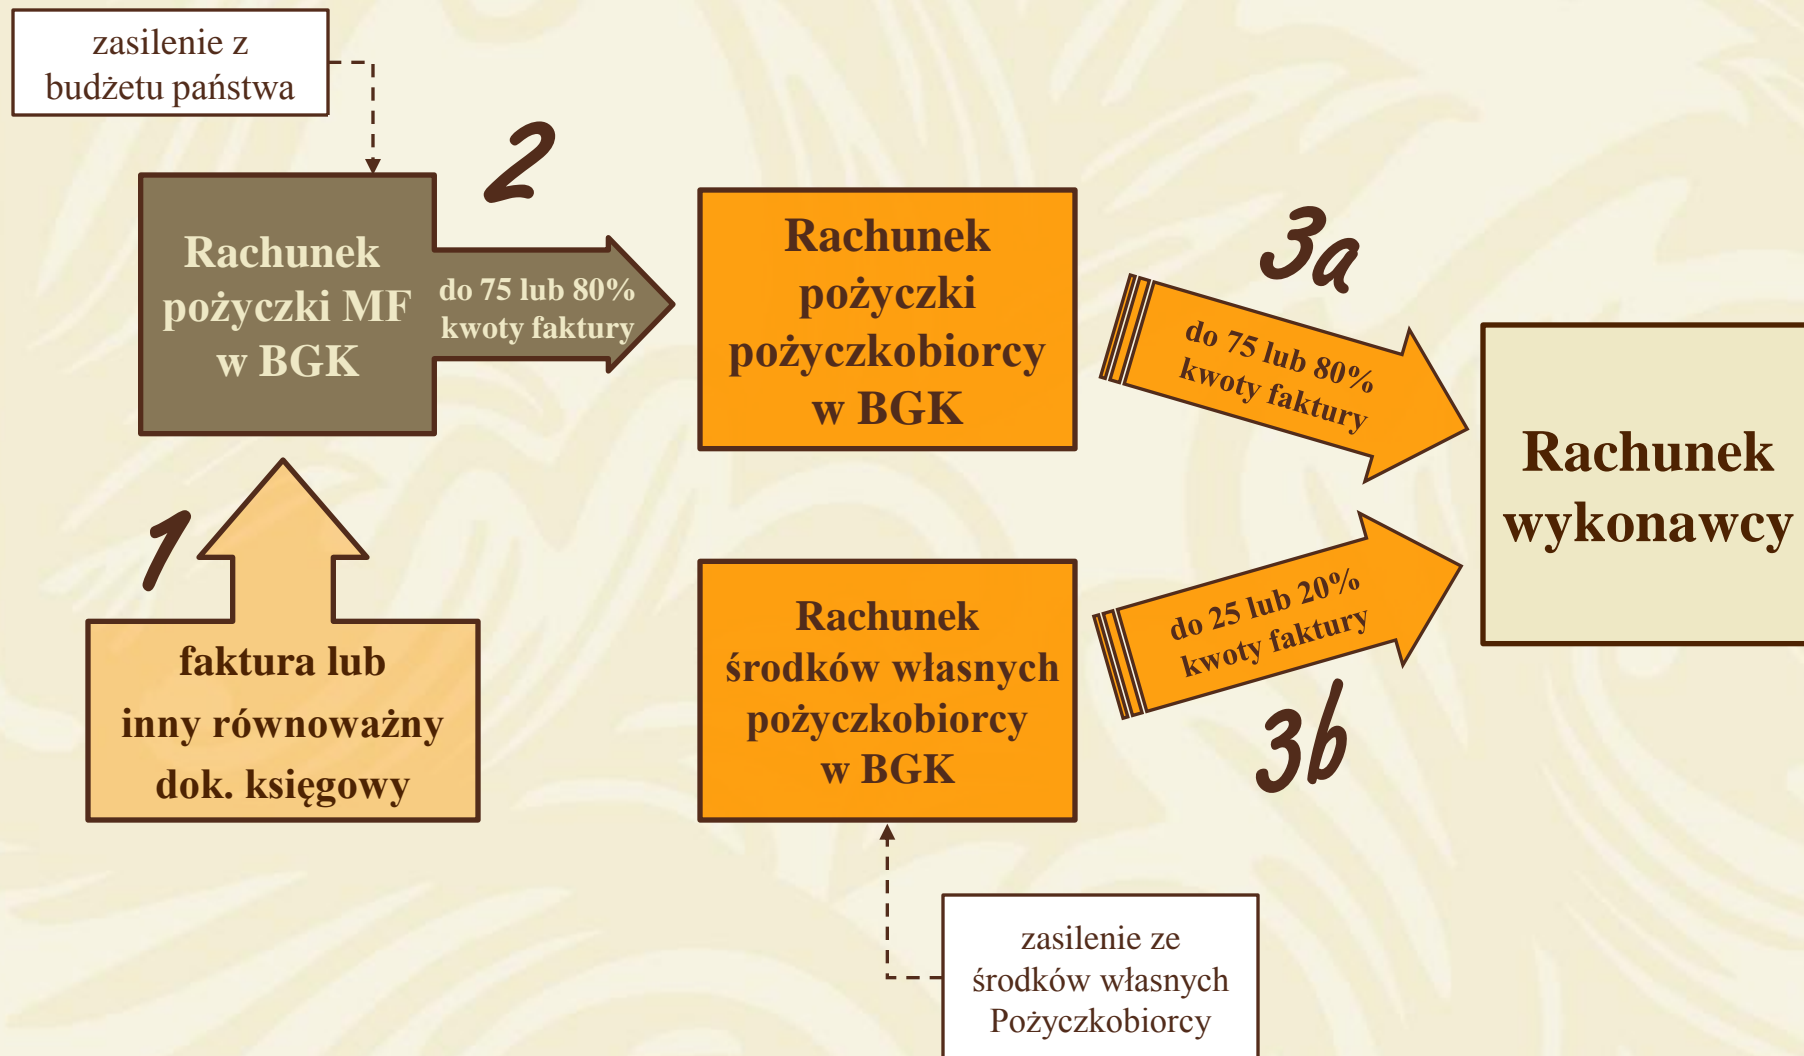 zasilenie z
budżetu państwa
2
Rachunek
pożyczki MF
w BGK
do 75 lub 80%
kwoty faktury
Rachunek
pożyczki
pożyczkobiorcy
w BGK
3a
do 75 lub 80%
kwoty faktury
Rachunek
wykonawcy
1
faktura lub
inny równoważny
dok. księgowy
Rachunek
środków własnych
pożyczkobiorcy
w BGK
do 25 lub 20%
kwoty faktury
3b
zasilenie ze
środków własnych
Pożyczkobiorcy